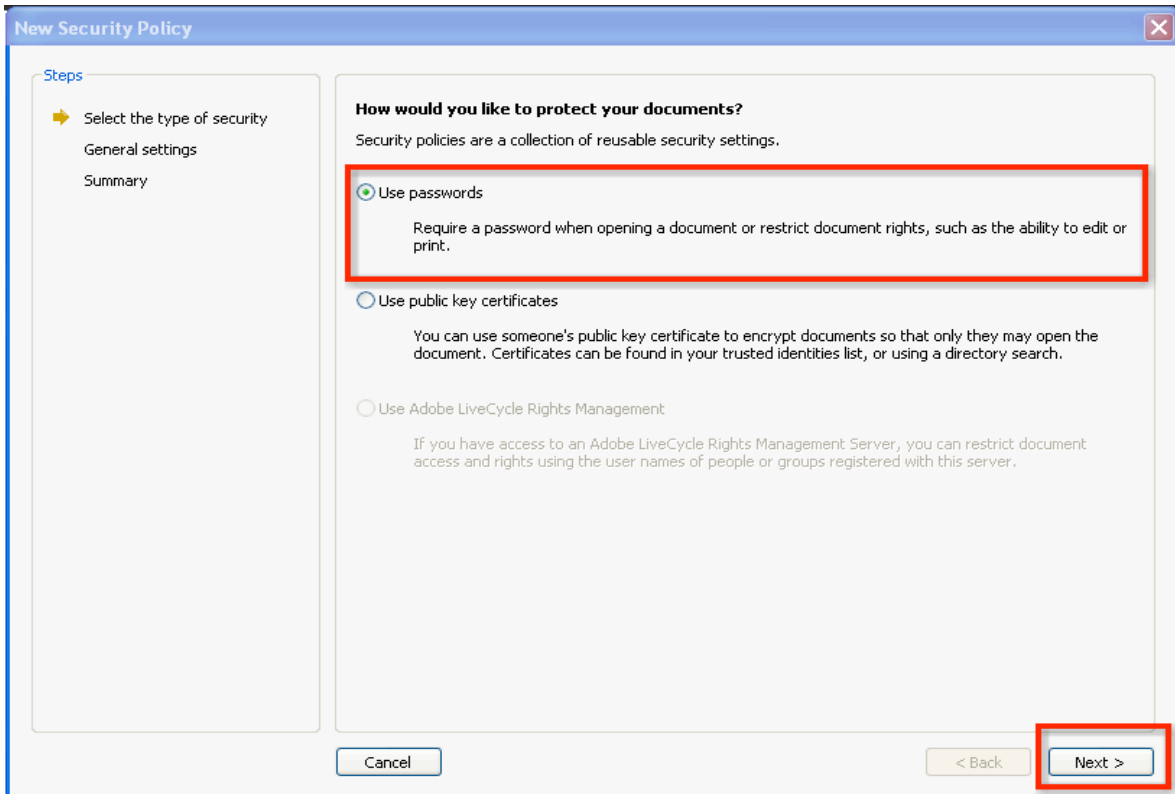 New Security Policy
Steps
Select the type of security
General settings
Summary
How would you like to protect your documents?
Security policies are a collection of reusable security settings.
Use passwords
Require a password when opening a document or restrict document rights, such as the ability to edit or
print.
Use public key certificates
You can use someone's public key certificate to encrypt documents so that only they may open the
document. Certificates can be found in your trusted identities list, or using a directory search.
Use Adobe LiveCycle Rights Management
If you have access to an Adobe LiveCycle Rights Management Server, you can restrict document
access and rights using the user names of people or groups registered with this server.
Cancel
< Back
Next >